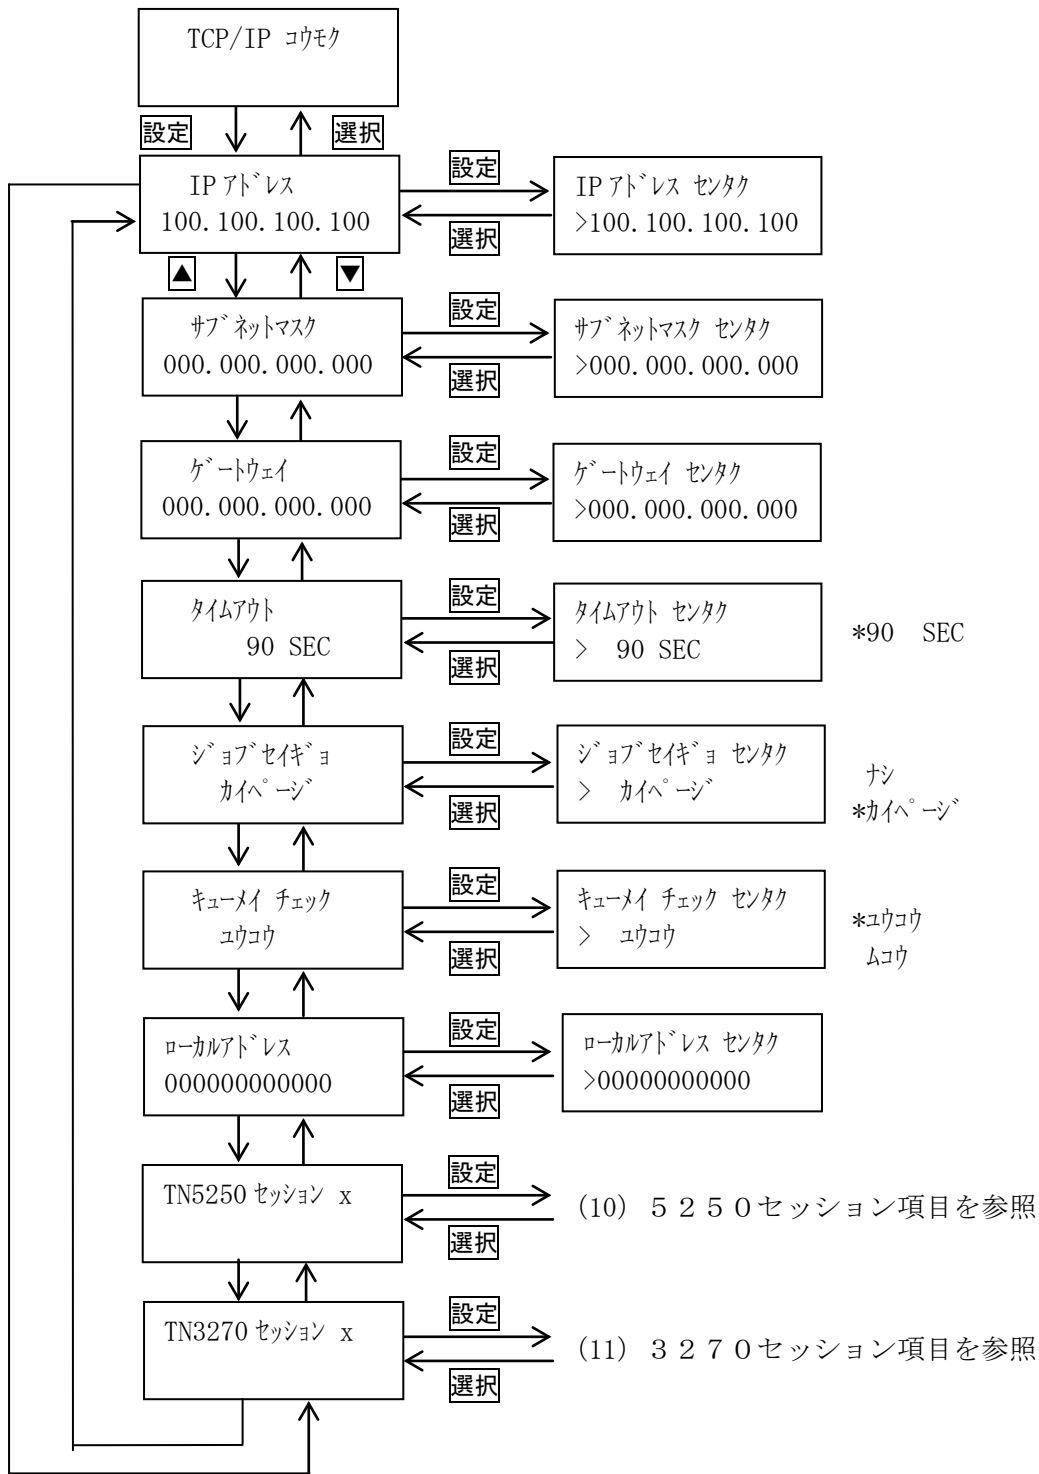 TCP/IP コウモク
設定
選択
IP アドレス
100.100.100.100
設定
選択
IP アドレス センタク
>100.100.100.100
▲
▼
サブネットマスク
000.000.000.000
設定
選択
サブネットマスク センタク
>000.000.000.000
ゲートウェイ
000.000.000.000
設定
選択
ゲートウェイ センタク
>000.000.000.000
タイムアウト
90 SEC
設定
選択
タイムアウト センタク
> 90 SEC
*90 SEC
ジョブセイギョ
カイページ
設定
選択
ジョブセイギョ センタク
> カイページ
ナシ
*カイページ
キューメイ チェック
ユウコウ
設定
選択
キューメイ チェック センタク
> ユウコウ
*ユウコウ
ムコウ
ローカルアドレス
000000000000
設定
選択
ローカルアドレス センタク
>00000000000
TN5250 セッション x
設定
選択
(10) 5250セッション項目を参照
TN3270 セッション x
設定
選択
(11) 3270セッション項目を参照